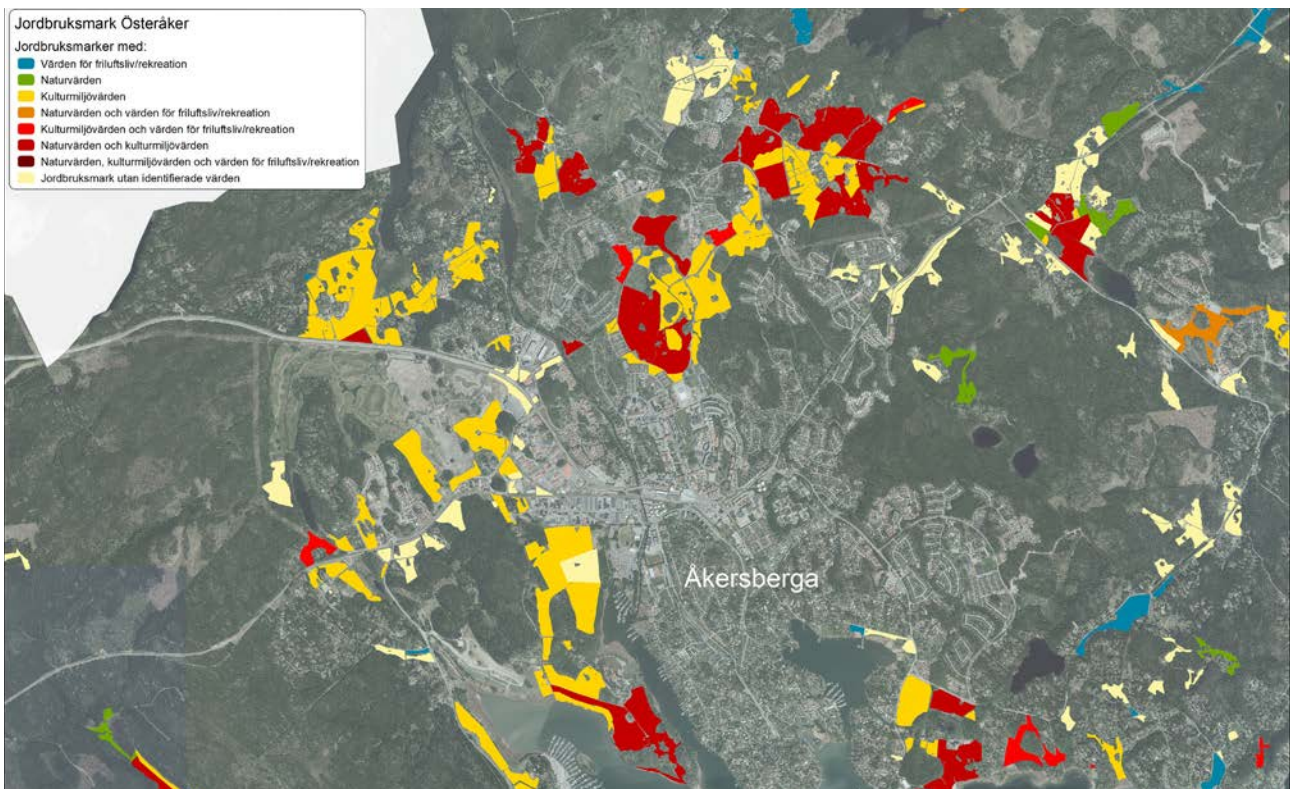 Jordbruksmark Österåker
Jordbruksmarker med:
Värden för friluftsliv/rekreation
Naturvärden
Kulturmiljövärden
Naturvärden och värden för friluftsliv/rekreation
Kulturmiljövärden och värden för friluftsliv/rekreation
Naturvärden och kulturmiljövärden
Naturvärden, kulturmiljövärden och värden för friluftsliv/rekreation
Jordbruksmark utan identifierade värden
Åkersberga